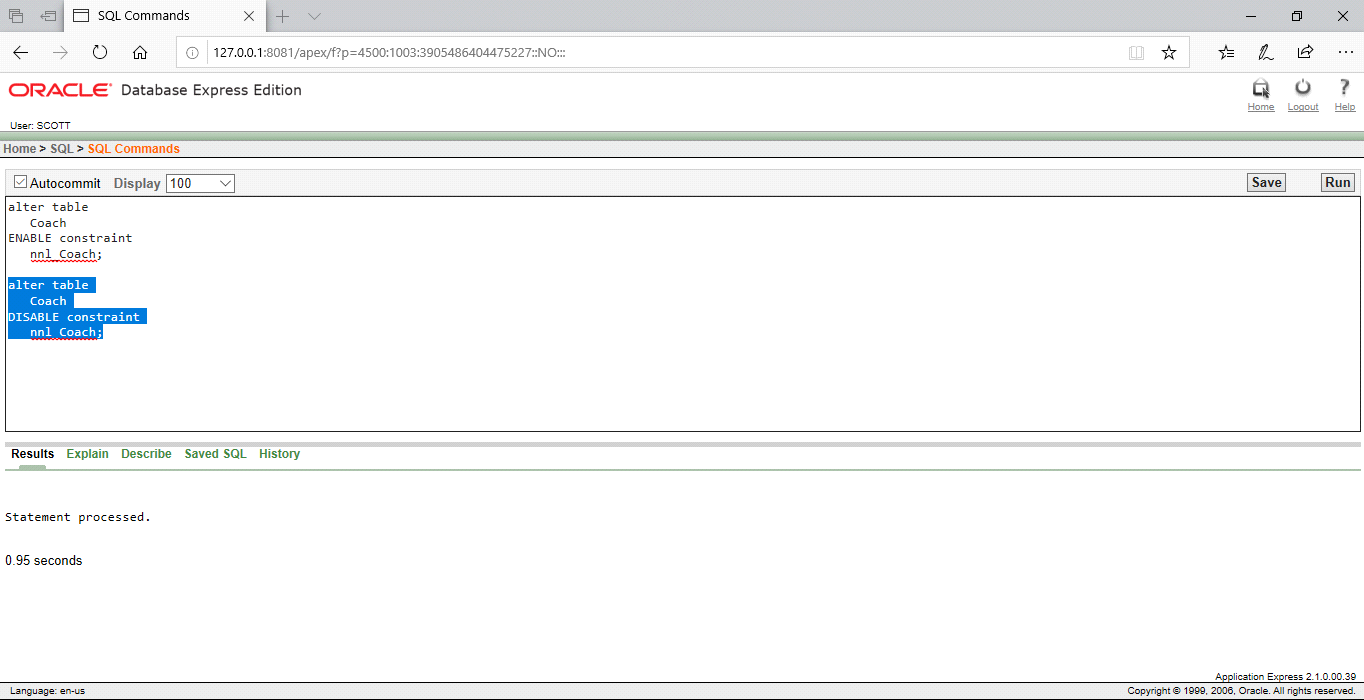 SQL Commands
127.0.0.1:8081/apex/f?p=4500:1003:3905486404475227::NO:::
ORACLE Database Express Edition
Home Logout Help
User: SCOTT
Home > SQL > SQL Commands
Autocommit Display 100 Save Run
alter table
Coach
ENABLE constraint
nnl_Coach;
alter table
Coach
DISABLE constraint
nnl_Coach;
Results Explain Describe Saved SQL History
Statement processed.
0.95 seconds
Application Express 2.1.0.00.39
Language: en-us Copyright © 1999, 2006, Oracle. All rights reserved.